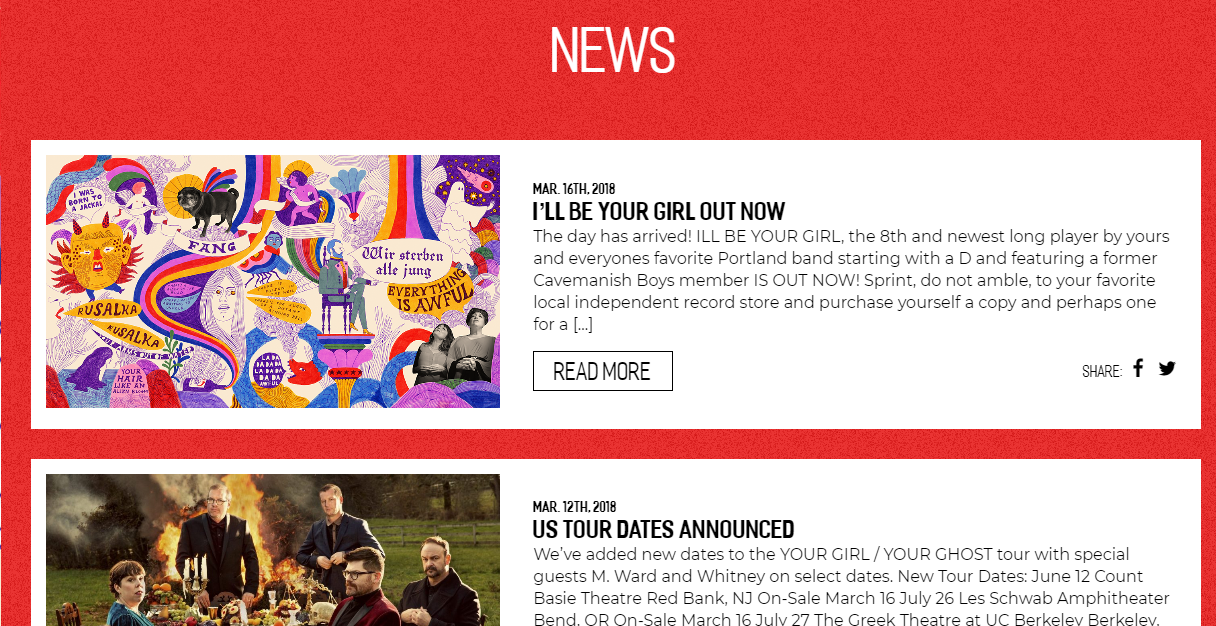 NEWS
I WAS
BORN TO
A JACKAL
FANG
Wir sterben
alle jung
EVERYTHING
IS AWFUL
RUSALKA
RUSALKA
YOUR
HAIR
LIKE AN
MAR. 16TH, 2018
I’LL BE YOUR GIRL OUT NOW
The day has arrived! ILL BE YOUR GIRL, the 8th and newest long player by yours
and everyones favorite Portland band starting with a D and featuring a former
Cavemanish Boys member IS OUT NOW! Sprint, do not amble, to your favorite
local independent record store and purchase yourself a copy and perhaps one
for a [...]
READ MORE
SHARE:
MAR. 12TH, 2018
US TOUR DATES ANNOUNCED
We’ve added new dates to the YOUR GIRL / YOUR GHOST tour with special
guests M. Ward and Whitney on select dates. New Tour Dates: June 12 Count
Basie Theatre Red Bank, NJ On-Sale March 16 July 26 Les Schwab Amphitheater
Bend, OR On-Sale March 16 July 27 The Greek Theatre at UC Berkeley Berkeley,